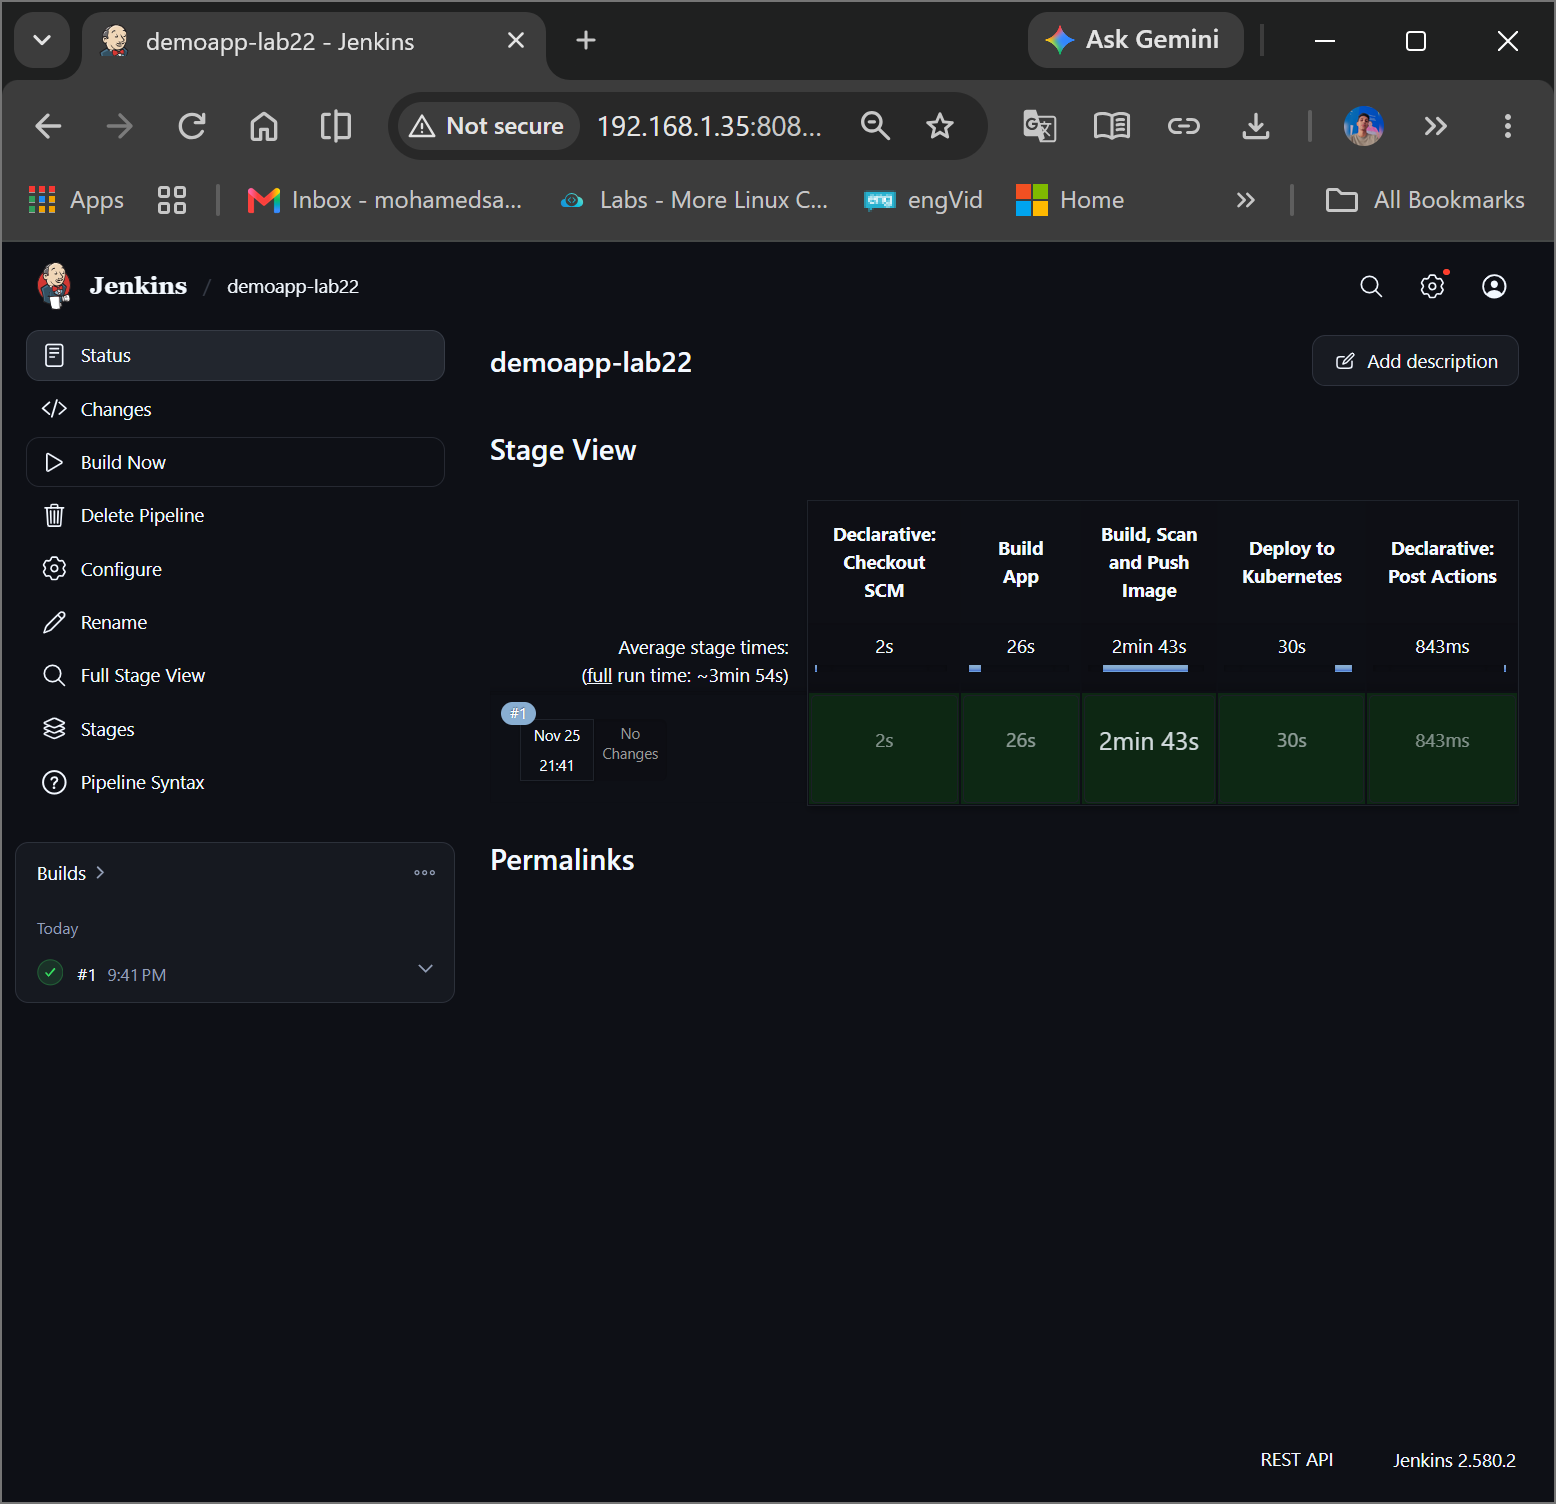 demoapp-lab22 - Jenkins
Ask Gemini
Not secure
192.168.1.35:808...
Apps
Inbox - mohamedsa...
Labs - More Linux C...
eng
engVid
Home
All Bookmarks
Jenkins / demoapp-lab22
Status
Changes
Build Now
Delete Pipeline
Configure
Rename
Full Stage View
Stages
Pipeline Syntax
Builds
Today
#1 9:41 PM
demoapp-lab22
Add description
Stage View
Declarative: Checkout SCM
Build App
Build, Scan and Push Image
Deploy to Kubernetes
Declarative: Post Actions
Average stage times:
(full run time: ~3min 54s)
2s
26s
2min 43s
30s
843ms
#1
Nov 25
21:41
No Changes
2s
26s
2min 43s
30s
843ms
Permalinks
REST API
Jenkins 2.580.2